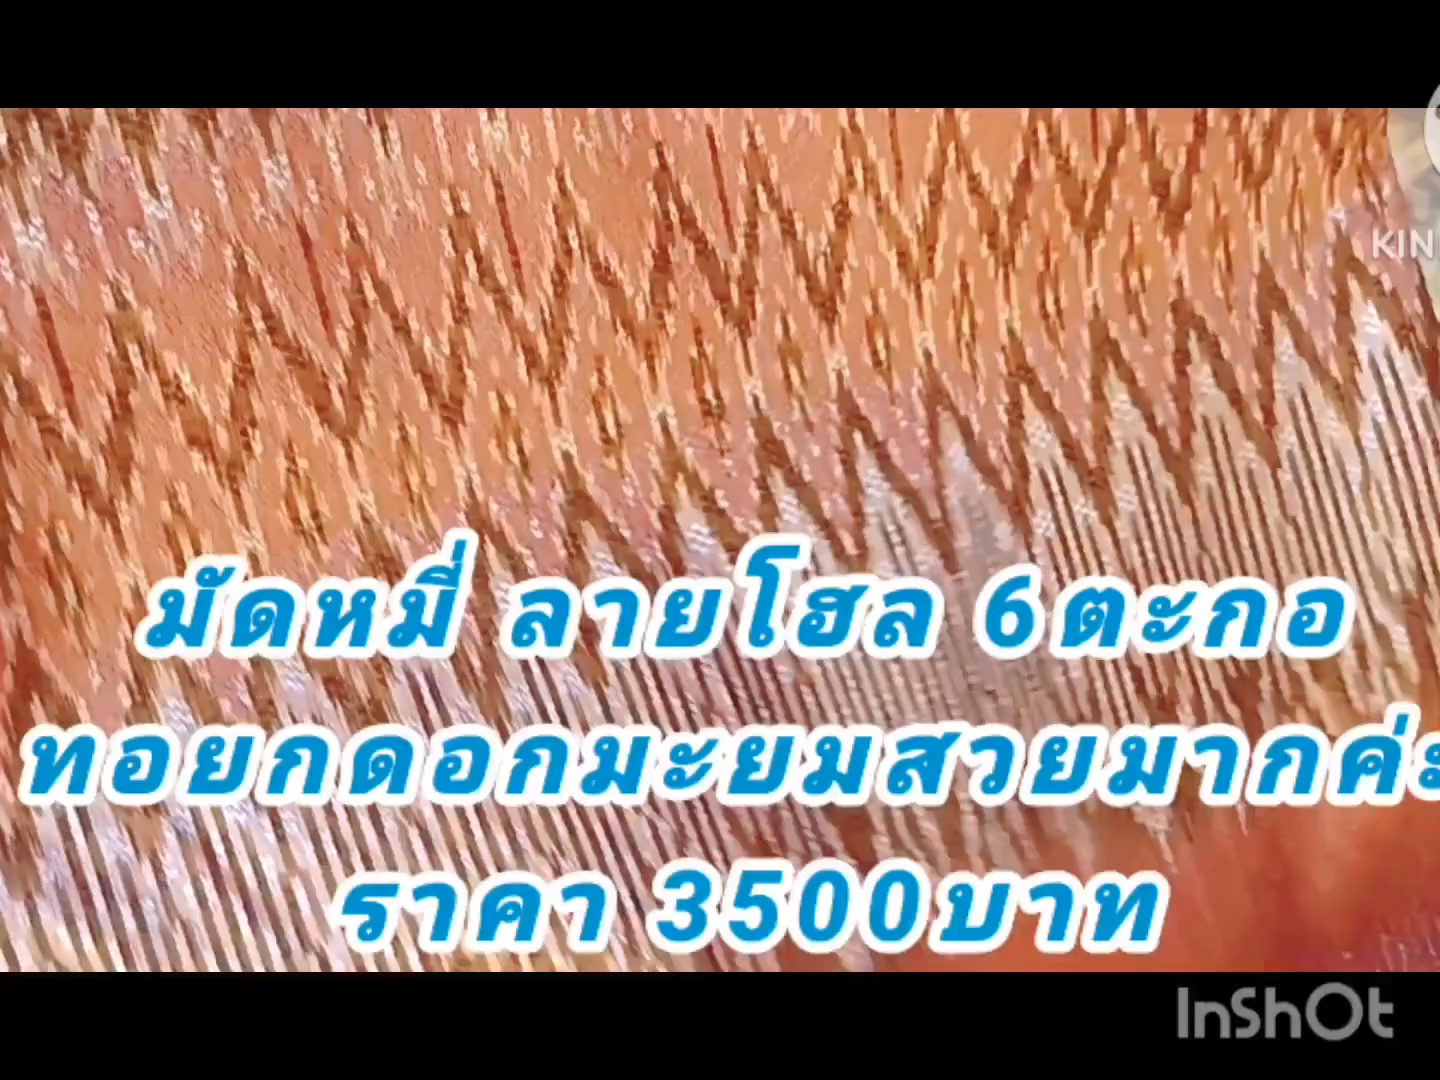 KIN
มัดหมี่ ลายโฮล 6ตะกอ
ทอยกดอกมะยมสวยมากค่ะ
ราคา 3500บาท
InShOt